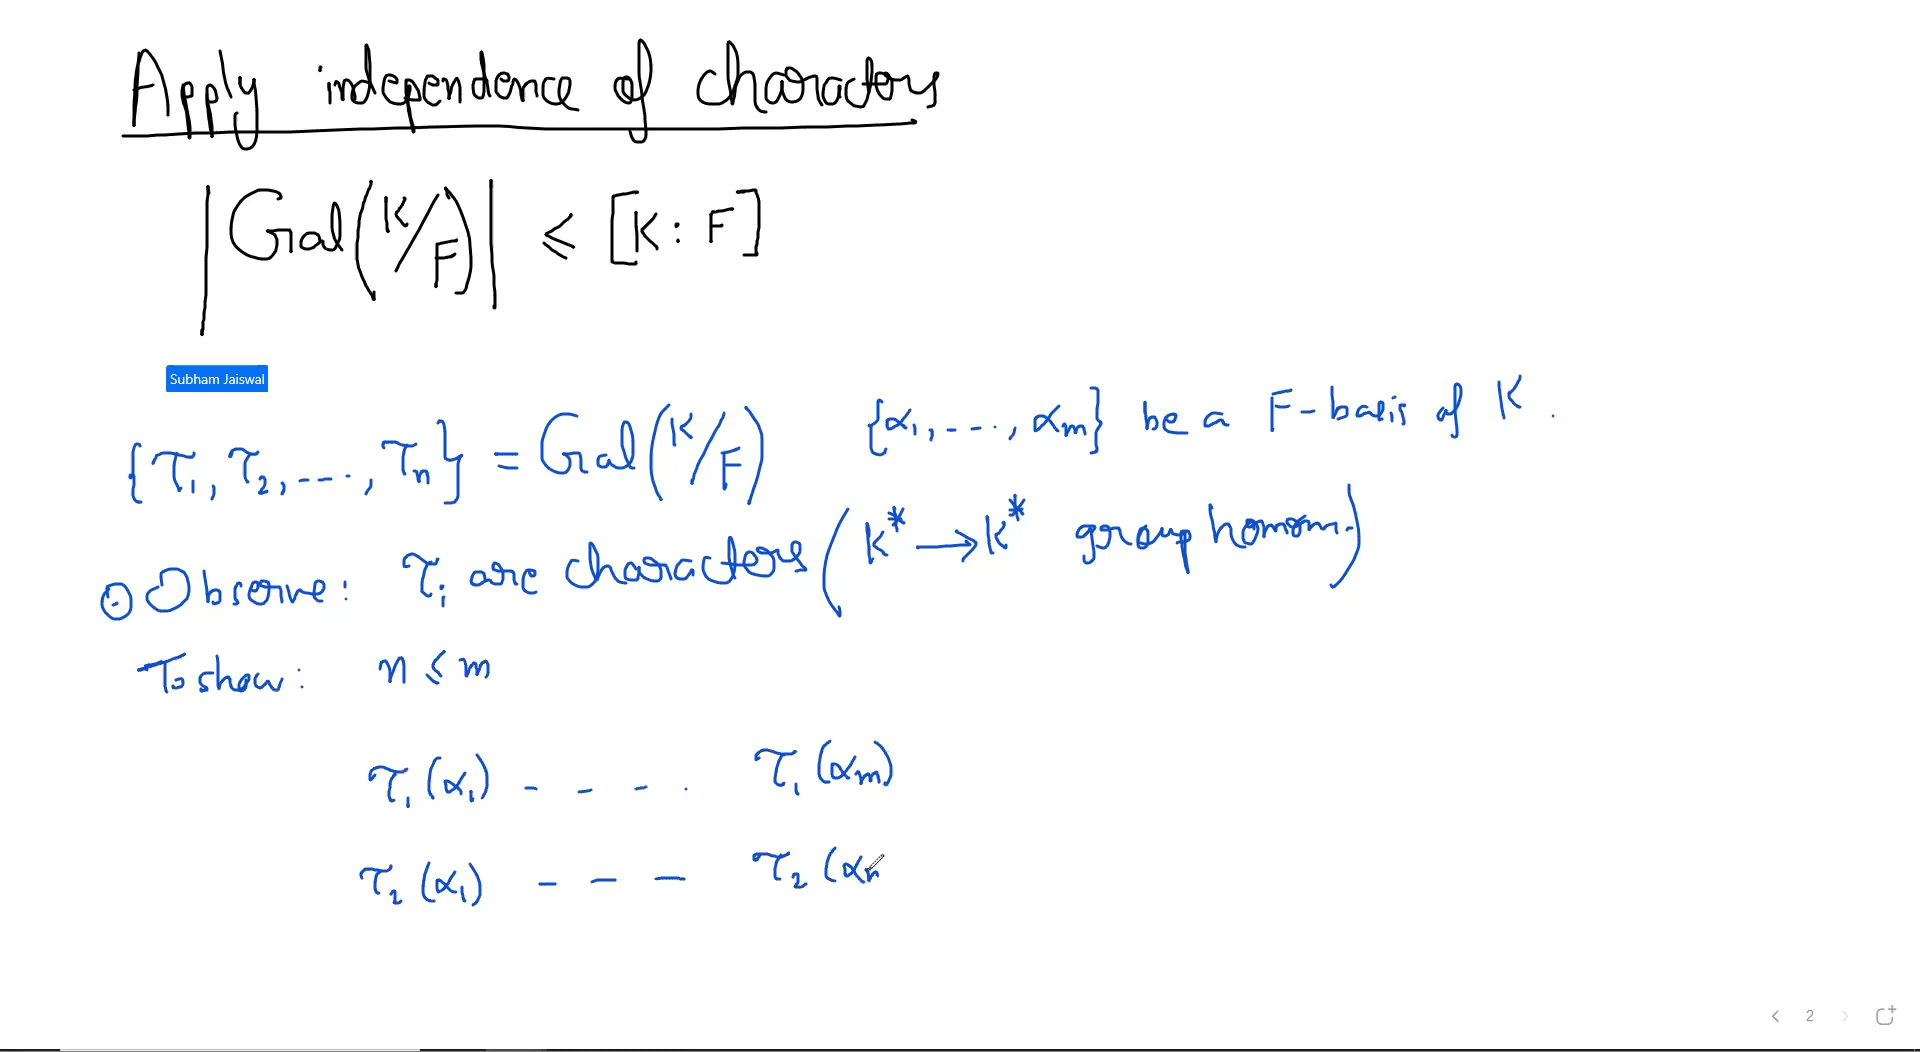 Apply independence of characters
|Gal(K/F)| ≤ [K : F]
Subham Jaiswal
{τ₁, τ₂, ..., τₙ} = Gal(K/F) {α₁, ..., αₘ} be a F-basis of K.
⊙ Observe: τᵢ are characters (K* → K* group homom.)
To show: n ≤ m
τ₁(α₁) - - - . τ₁(αₘ)
τ₂(α₁) - - - τ₂(αₙ
2